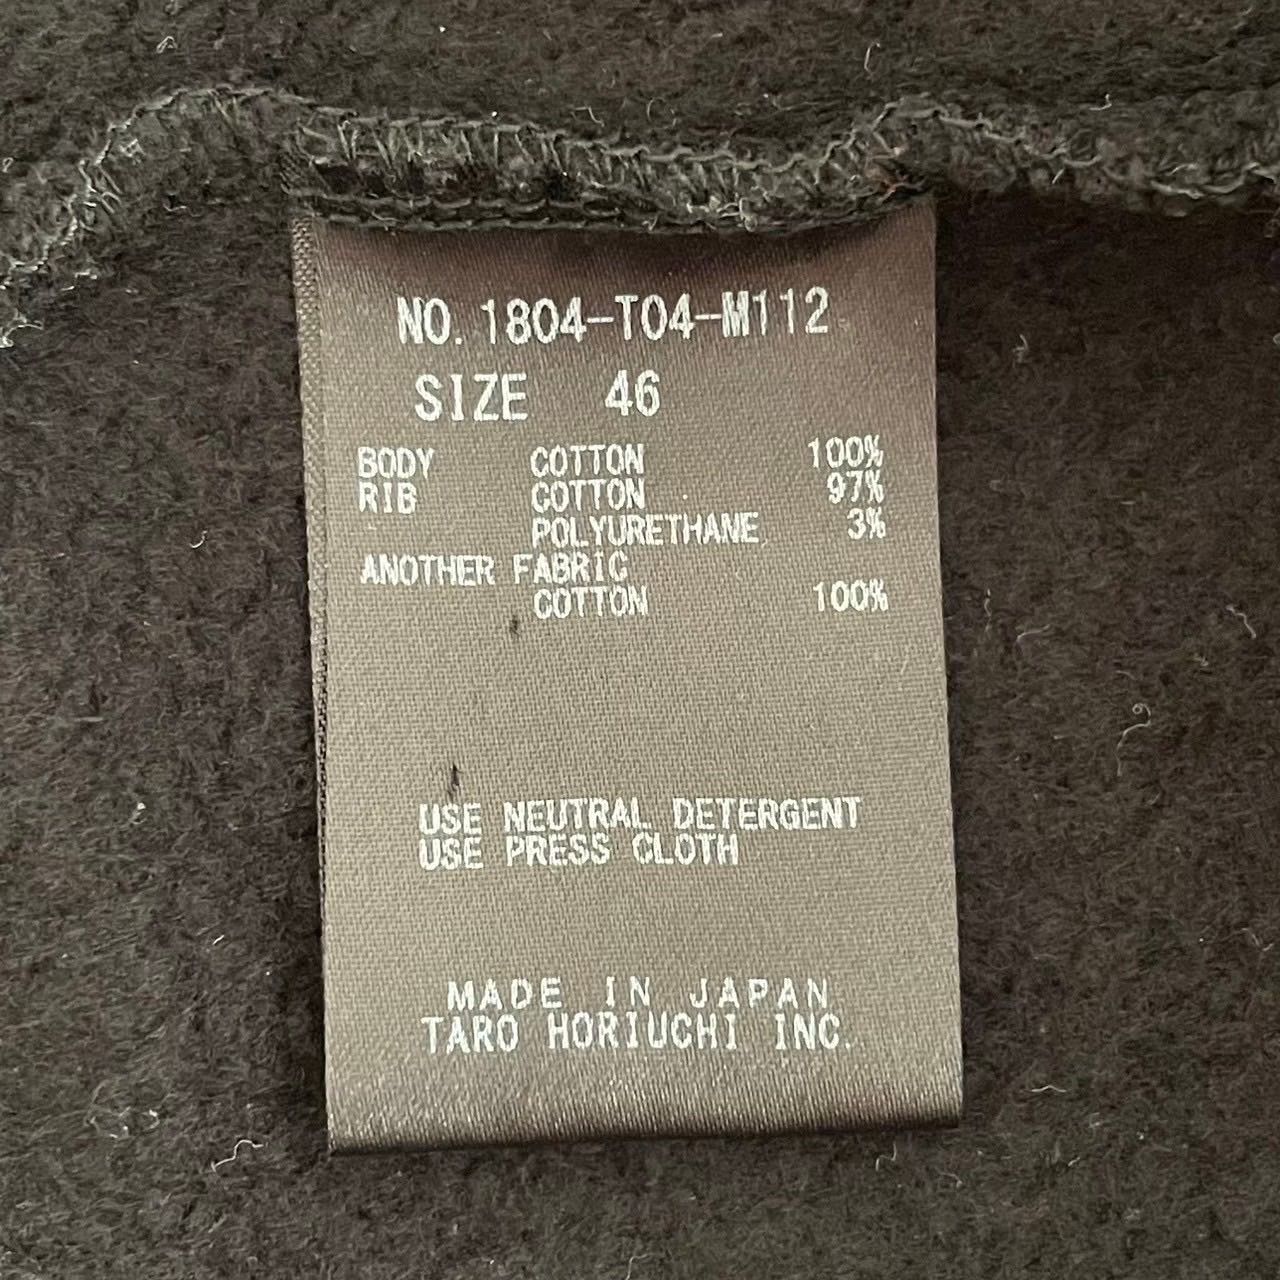 NO. 1804-T04-M112
SIZE 46
BODY COTTON 100%
RIB COTTON 97%
POLYURETHANE 3%
ANOTHER FABRIC
COTTON 100%
USE NEUTRAL DETERGENT
USE PRESS CLOTH
MADE IN JAPAN
TARO HORIUCHI INC.